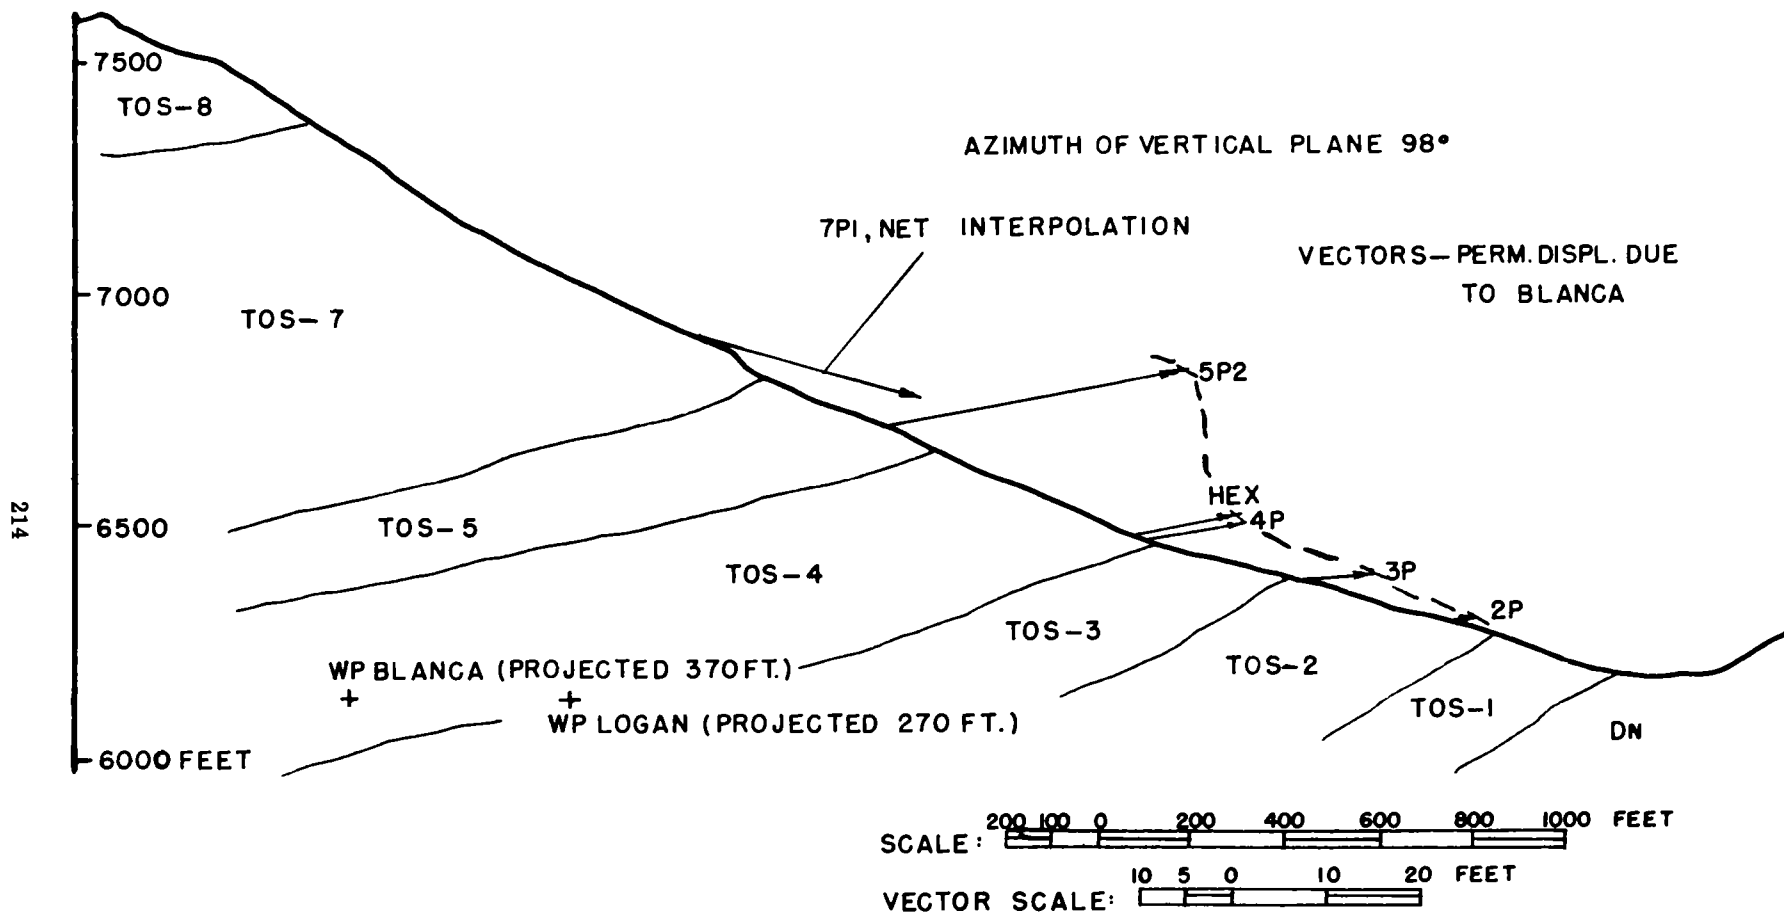 7500
TOS-8
AZIMUTH OF VERTICAL PLANE 98°
7P1, NET INTERPOLATION
VECTORS-PERM. DISPL. DUE
TO BLANCA
7000
TOS-7
5P2
HEX
4P
6500
TOS-5
214
TOS-4
3P
2P
TOS-3
TOS-2
WP BLANCA (PROJECTED 370 FT.)
+ +
TOS-1
WP LOGAN (PROJECTED 270 FT.)
DN
6000 FEET
200 100 0 200 400 600 800 1000 FEET
SCALE:
10 5 0 10 20 FEET
VECTOR SCALE: